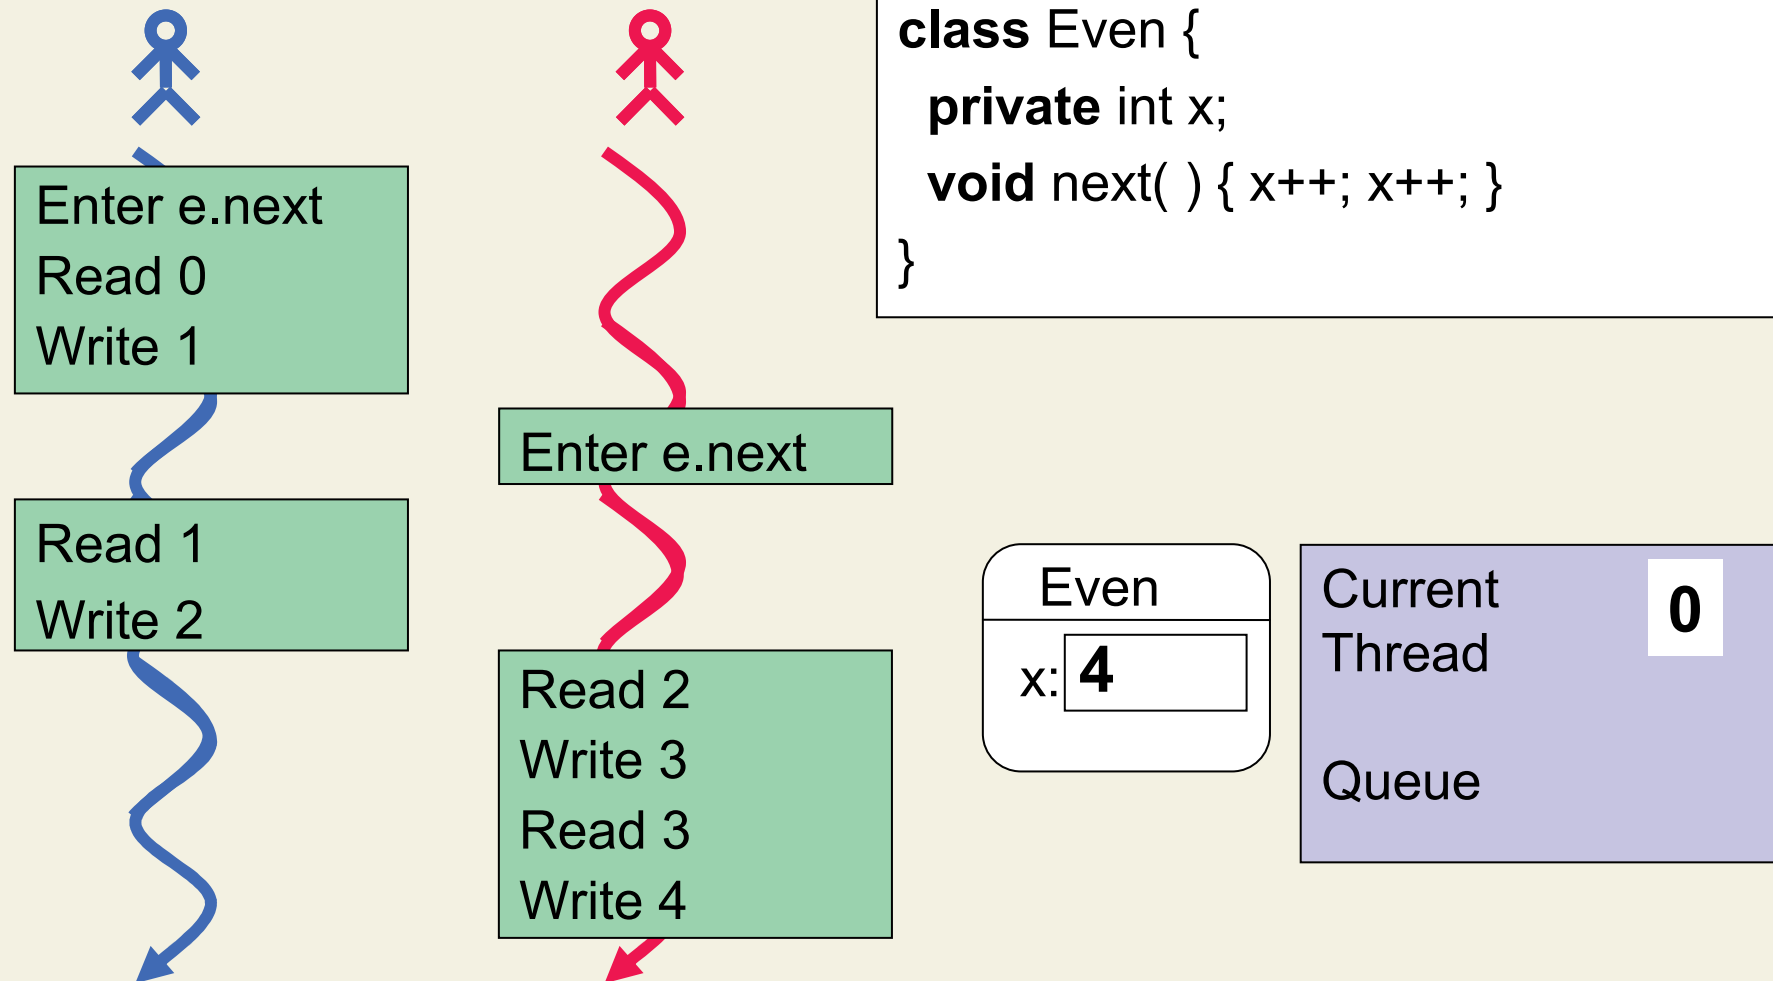 class Even {
private int x;
void next( ) { x++; x++; }
}
Enter e.next
Read 0
Write 1
Enter e.next
Read 1
Write 2
Read 2
Write 3
Read 3
Write 4
Even
x: 4
Current 0
Thread
Queue